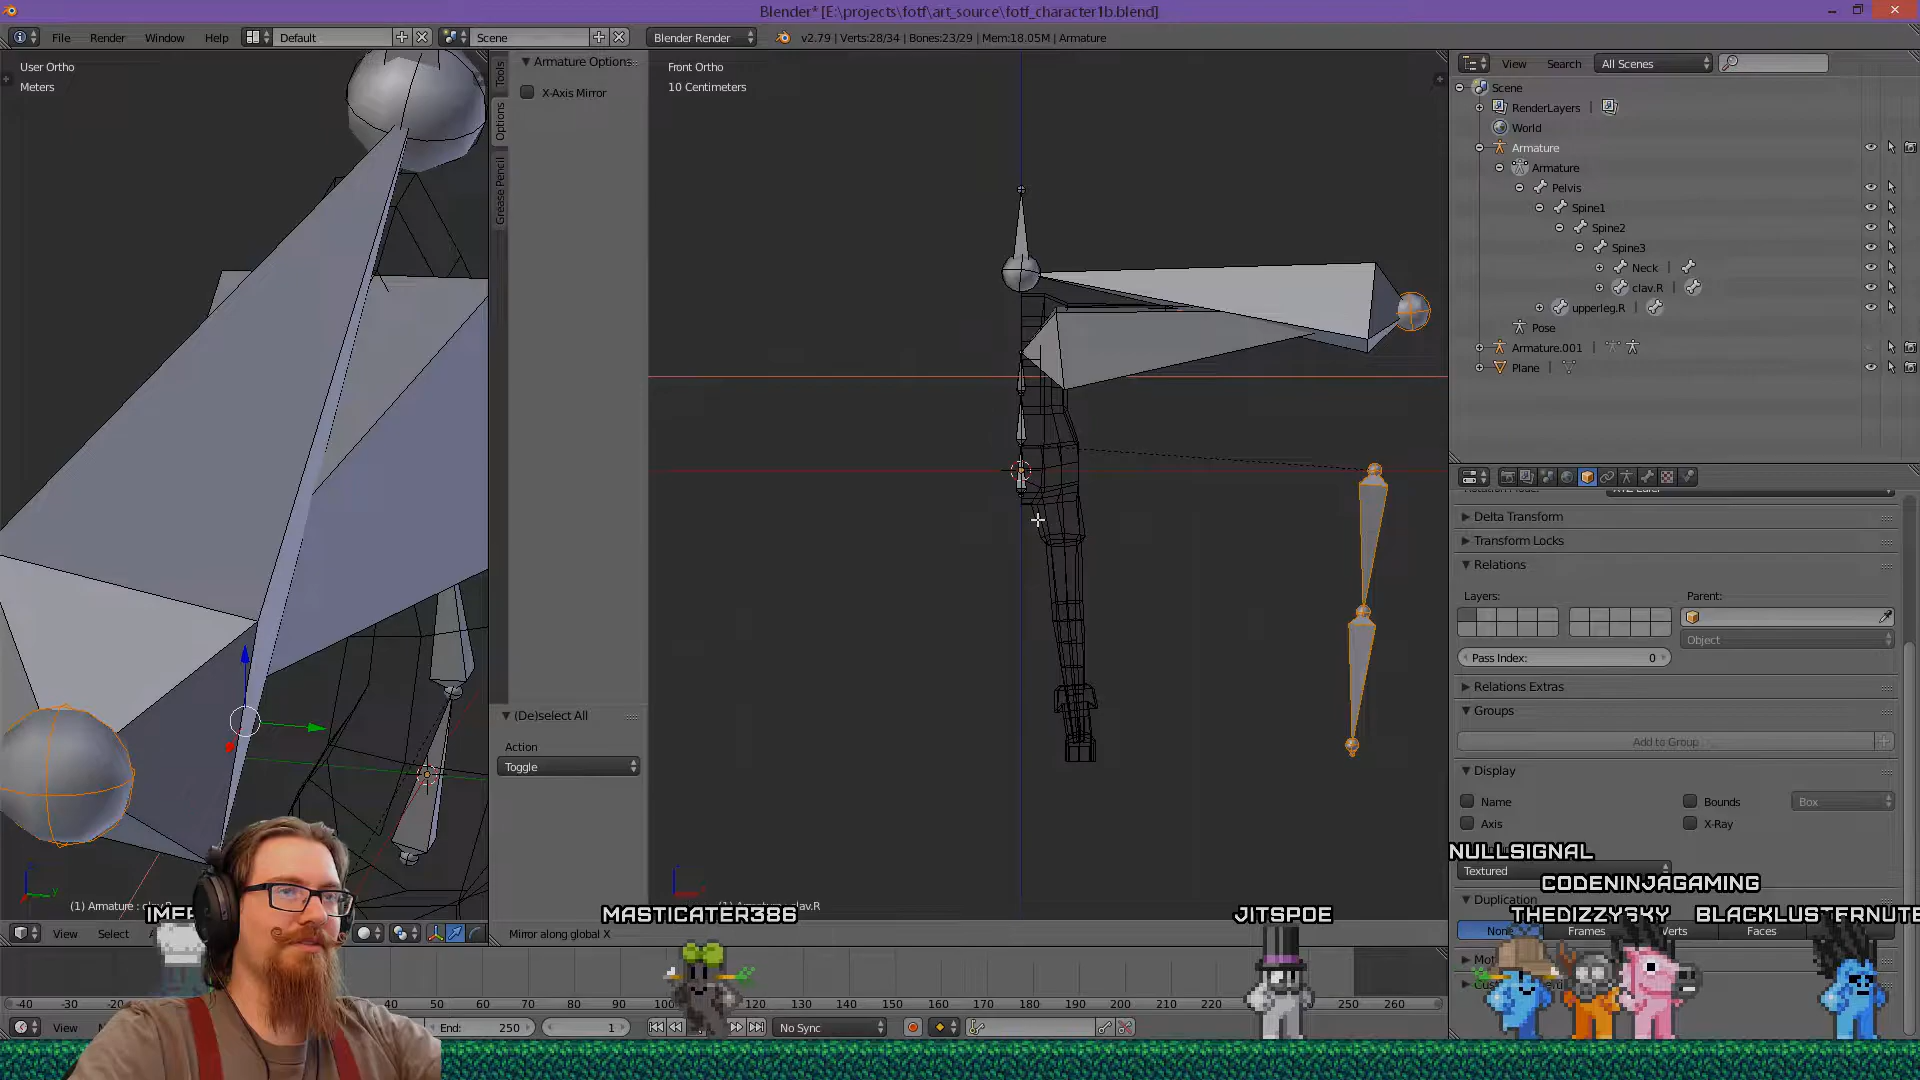 Blender* [E:\projects\fotf\art_source\fotf_character1b.blend]
File Render Window Help Default Scene Blender Render v2.79 | Verts:28/34 | Bones:23/29 | Mem:18.05M | Armature
User Ortho
Meters
Tools
Options
Grease Pencil
Armature Options
X-Axis Mirror
Front Ortho
10 Centimeters
View Search All Scenes
Scene
RenderLayers |
World
Armature
Armature
Pelvis
Spine1
Spine2
Spine3
Neck |
clav.R |
upperleg.R |
Pose
Armature.001 |
Plane |
Delta Transform
Transform Locks
Relations
Layers: Parent:
Object
Pass Index: 0
Relations Extras
Groups
Add to Group
Display
Name Bounds Box
Axis X-Ray
Textured
Duplication
None Frames Verts Faces
(De)select All
Action
Toggle
(1) Armature : clav.R
View Select
Mirror along global X
NULLSIGNAL
CODENINJAGAMING
MASTICATER386
JITSPOE
THEDIZZYSKY
BLACKLUSTERNUTE
-40 -30 -20 40 50 60 70 80 90 100 120 130 140 150 160 170 180 190 200 210 220 250 260
View End: 250 1 No Sync